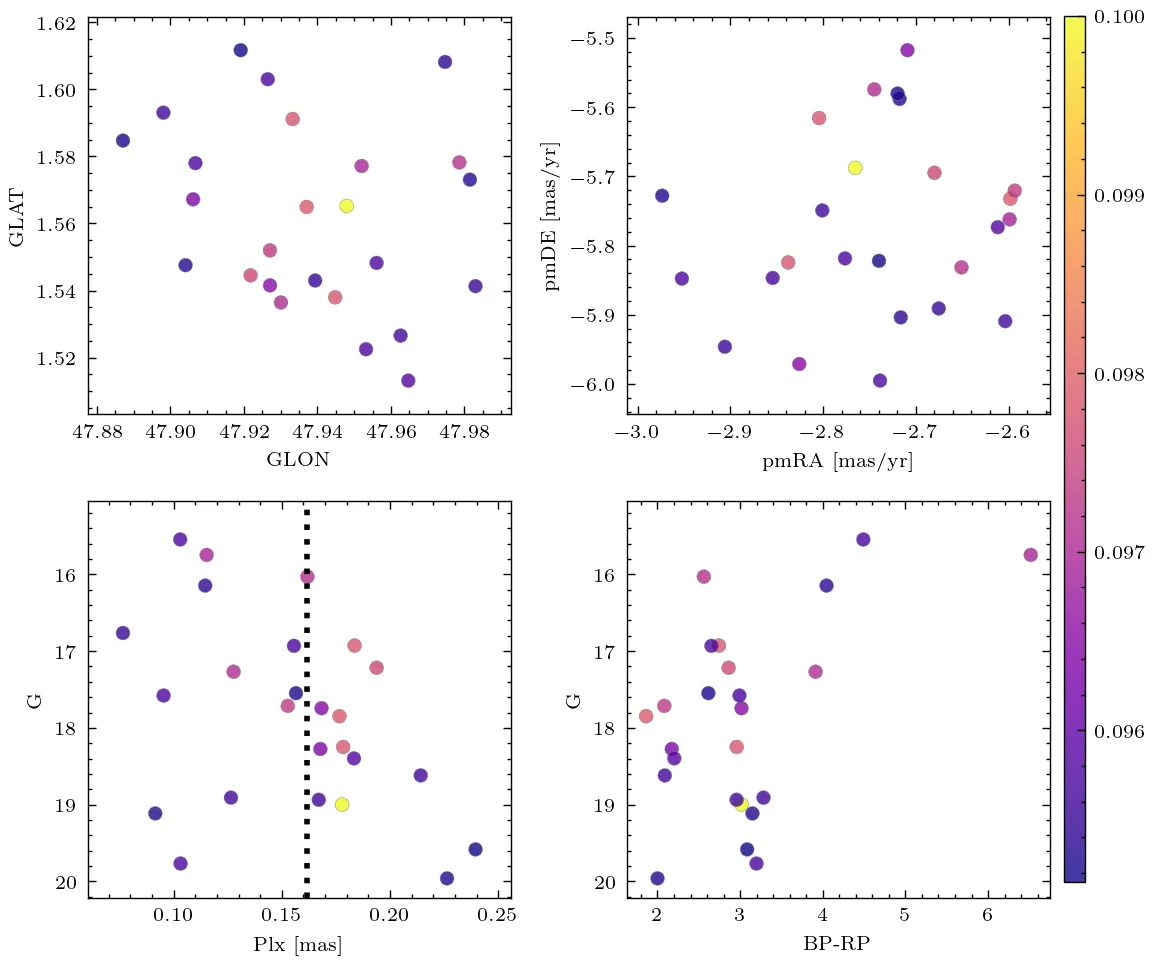 1.62
1.60
1.58
1.56
1.54
1.52
GLAT
47.88 47.90 47.92 47.94 47.96 47.98
GLON
−5.5
−5.6
−5.7
−5.8
−5.9
−6.0
pmDE [mas/yr]
−3.0 −2.9 −2.8 −2.7 −2.6
pmRA [mas/yr]
0.100
0.099
0.098
0.097
0.096
16
17
18
19
20
G
0.10 0.15 0.20 0.25
Plx [mas]
16
17
18
19
20
G
2 3 4 5 6
BP-RP